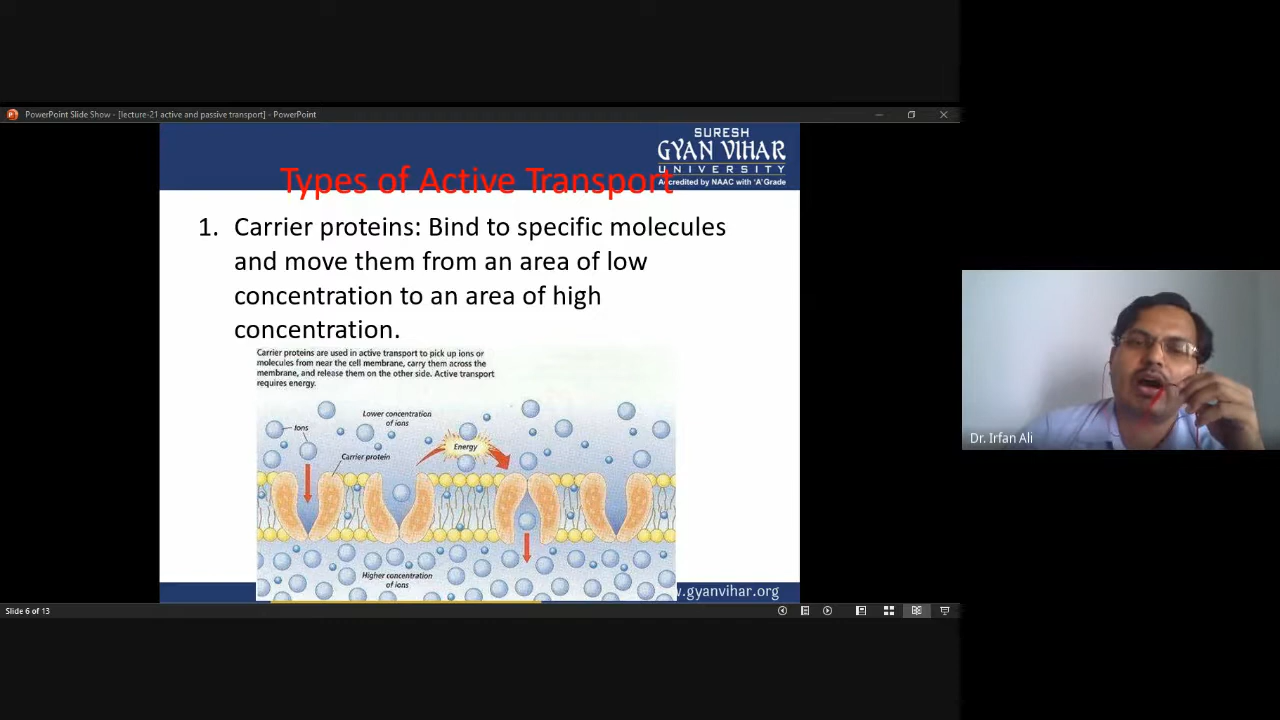 PowerPoint Slide Show - [lecture-21 active and passive transport] - PowerPoint
SURESH
GYAN VIHAR
UNIVERSITY
Accredited by NAAC with 'A' Grade
Types of Active Transport
1. Carrier proteins: Bind to specific molecules
and move them from an area of low
concentration to an area of high
concentration.
Carrier proteins are used in active transport to pick up ions or
molecules from near the cell membrane, carry them across the
membrane, and release them on the other side. Active transport
requires energy.
Lower concentration
of ions
Ions
Energy
Carrier protein
Higher concentration
of ions
.gyanvihar.org
Dr. Irfan Ali
Slide 6 of 13